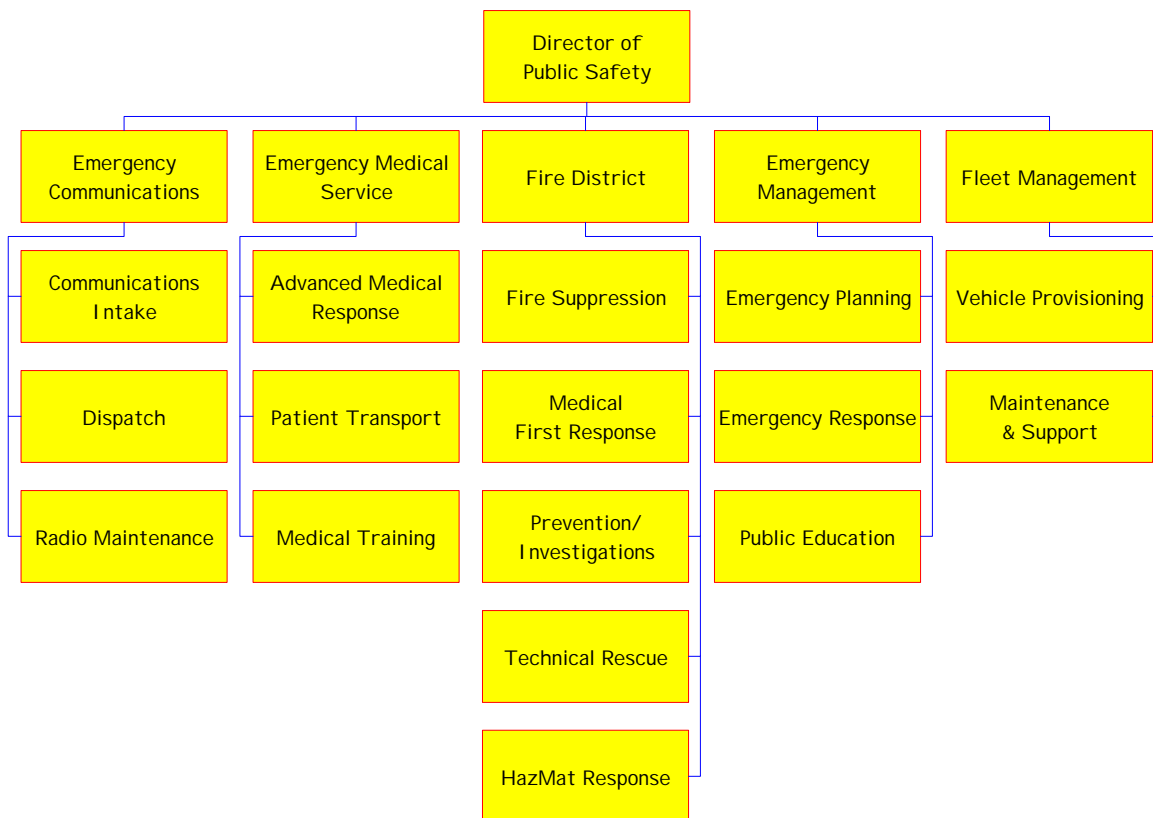 Director of
Public Safety
Emergency
Communications
Emergency Medical
Service
Fire District
Emergency
Management
Fleet Management
Communications
Intake
Advanced Medical
Response
Fire Suppression
Emergency Planning
Vehicle Provisioning
Dispatch
Patient Transport
Medical
First Response
Emergency Response
Maintenance
& Support
Radio Maintenance
Medical Training
Prevention/
Investigations
Public Education
Technical Rescue
HazMat Response